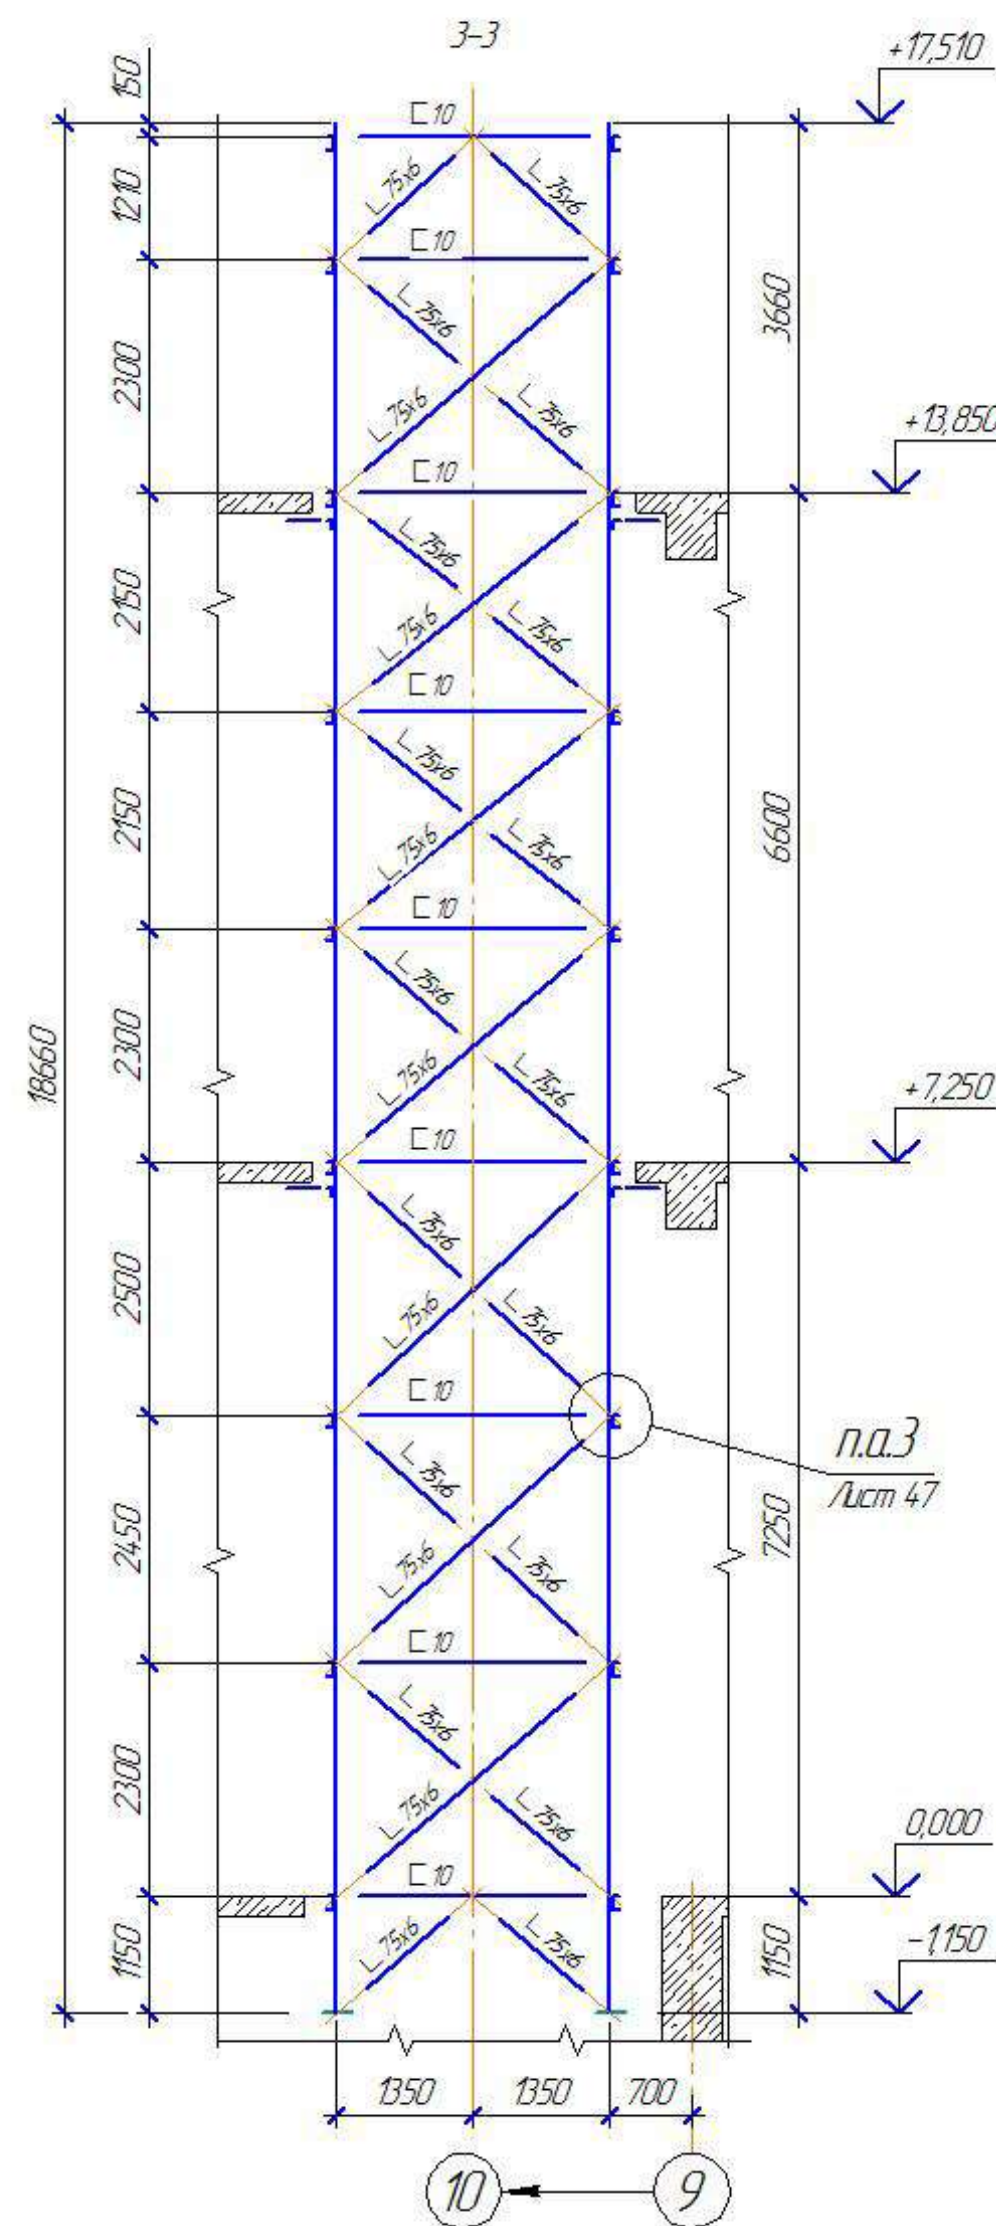 3-3
+17,510
150
⊏ 10
∟ 75x6
∟ 75x6
1210
⊏ 10
∟ 75x6
3660
2300
∟ 75x6
∟ 75x6
+13,850
⊏ 10
∟ 75x6
2150
∟ 75x6
∟ 75x6
⊏ 10
∟ 75x6
2150
6600
∟ 75x6
∟ 75x6
⊏ 10
∟ 75x6
2300
18660
∟ 75x6
∟ 75x6
+7,250
⊏ 10
∟ 75x6
2500
∟ 75x6
∟ 75x6
⊏ 10
п.а.3
Лист 47
∟ 75x6
2450
7250
∟ 75x6
∟ 75x6
⊏ 10
∟ 75x6
2300
∟ 75x6
∟ 75x6
0,000
⊏ 10
∟ 75x6
∟ 75x6
1150
1150
-1,150
1350
1350
700
10
9